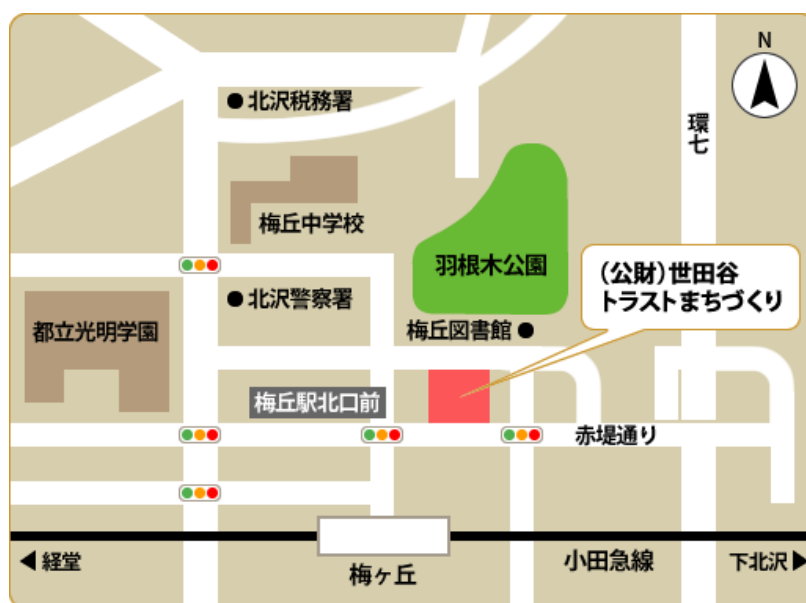 N
北沢税務署
環七
梅丘中学校
羽根木公園
(公財)世田谷
トラストまちづくり
北沢警察署
都立光明学園
梅丘図書館
梅丘駅北口前
赤堤通り
経堂
梅ヶ丘
小田急線
下北沢